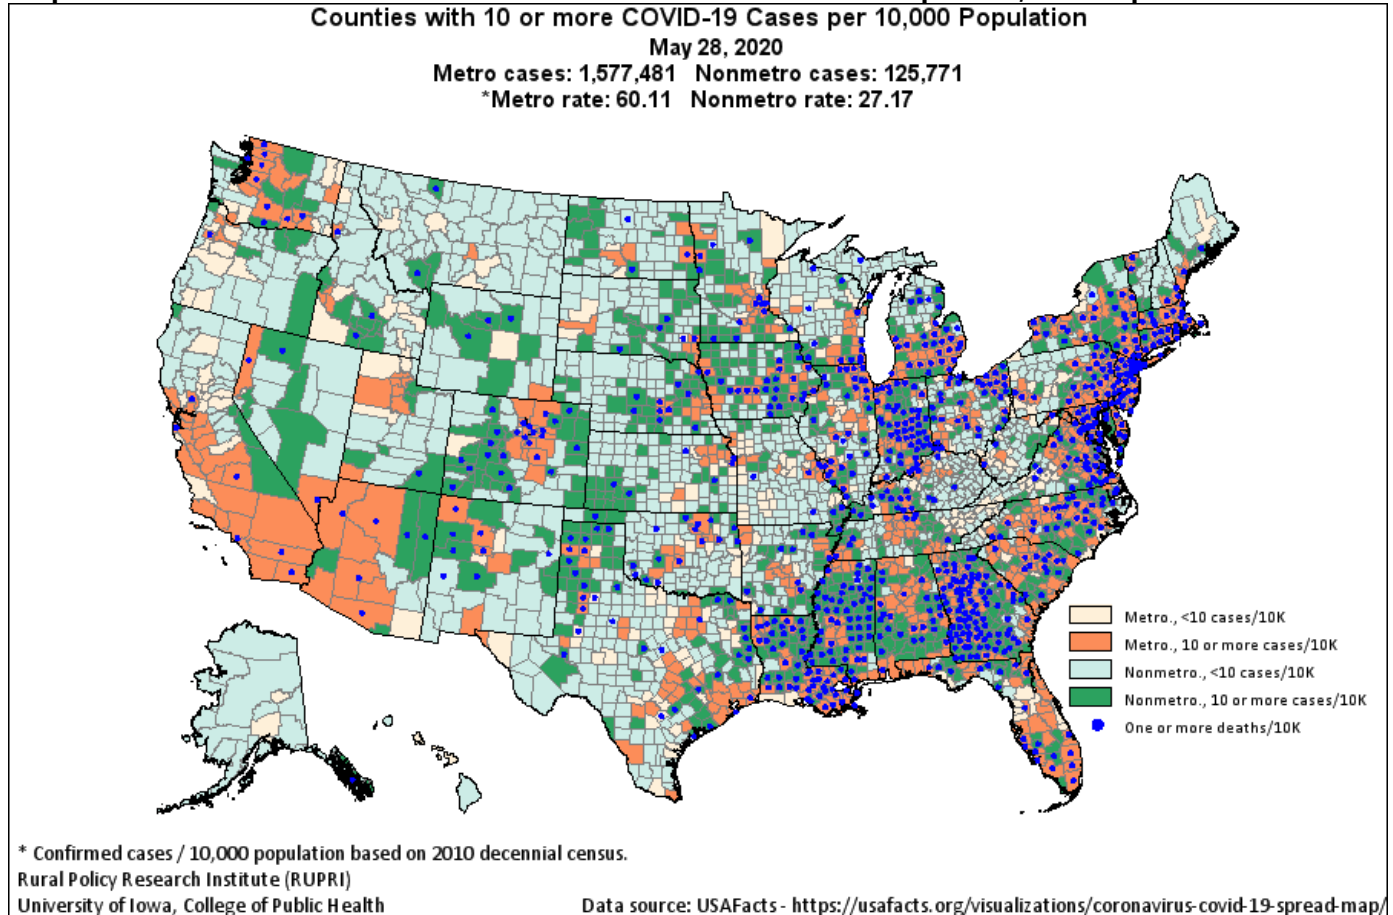 Counties with 10 or more COVID-19 Cases per 10,000 Population
May 28, 2020
Metro cases: 1,577,481 Nonmetro cases: 125,771
*Metro rate: 60.11 Nonmetro rate: 27.17
Metro., <10 cases/10K
Metro., 10 or more cases/10K
Nonmetro., <10 cases/10K
Nonmetro., 10 or more cases/10K
One or more deaths/10K
* Confirmed cases / 10,000 population based on 2010 decennial census.
Rural Policy Research Institute (RUPRI)
University of Iowa, College of Public Health
Data source: USAFacts - https://usafacts.org/visualizations/coronavirus-covid-19-spread-map/